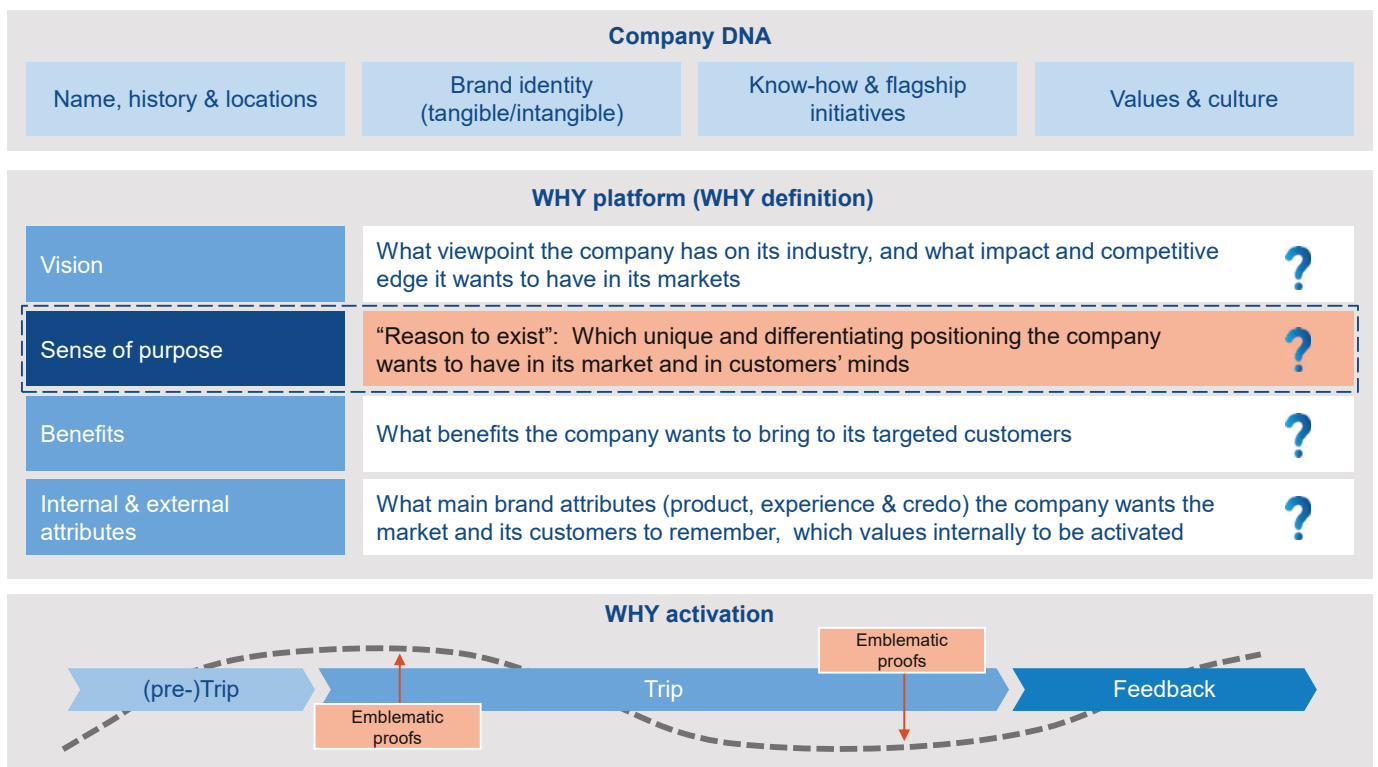 Company DNA
Name, history & locations
Brand identity
(tangible/intangible)
Know-how & flagship
initiatives
Values & culture
WHY platform (WHY definition)
Vision
What viewpoint the company has on its industry, and what impact and competitive
edge it wants to have in its markets
?
Sense of purpose
“Reason to exist”:  Which unique and differentiating positioning the company
wants to have in its market and in customers’ minds
?
Benefits
What benefits the company wants to bring to its targeted customers
?
Internal & external
attributes
What main brand attributes (product, experience & credo) the company wants the
market and its customers to remember,  which values internally to be activated
?
WHY activation
Emblematic
proofs
(pre-)Trip
Trip
Feedback
Emblematic
proofs